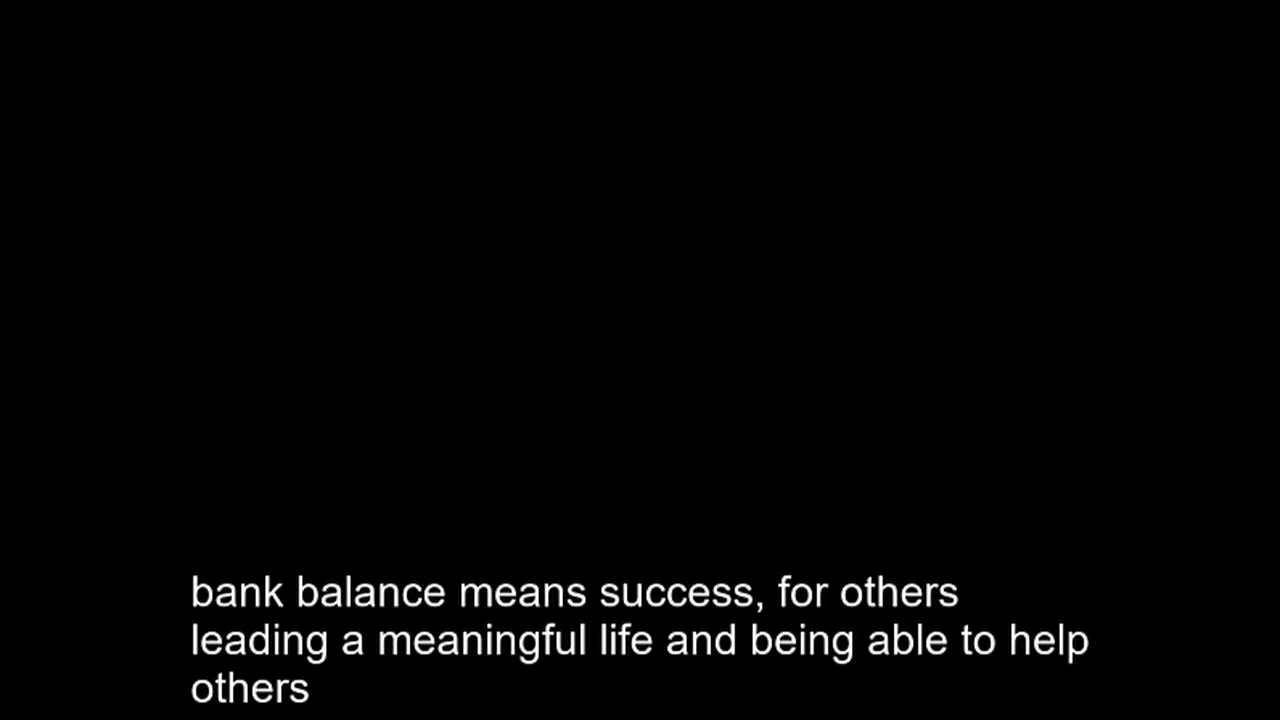 bank balance means success, for others
leading a meaningful life and being able to help
others